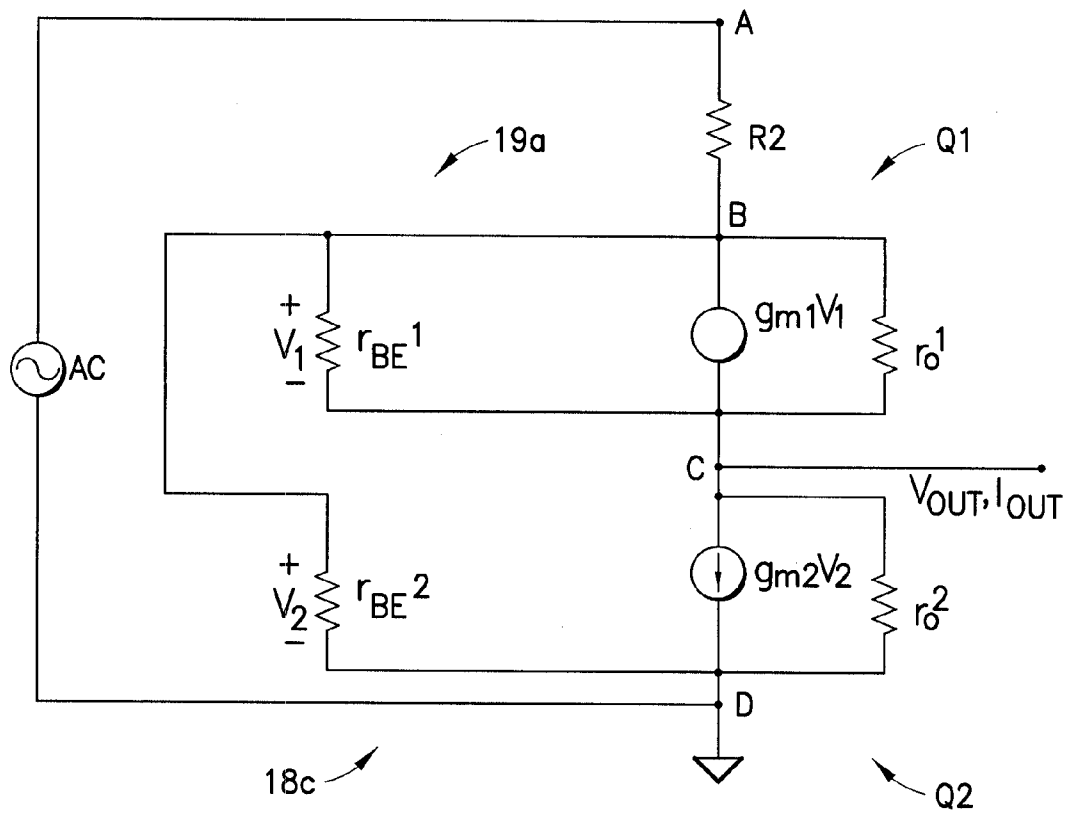 A
19a
R2
Q1
B
+
V1
−
rBE1
gm1V1
ro1
AC
C
VOUT, IOUT
+
V2
−
rBE2
gm2V2
ro2
D
18c
Q2